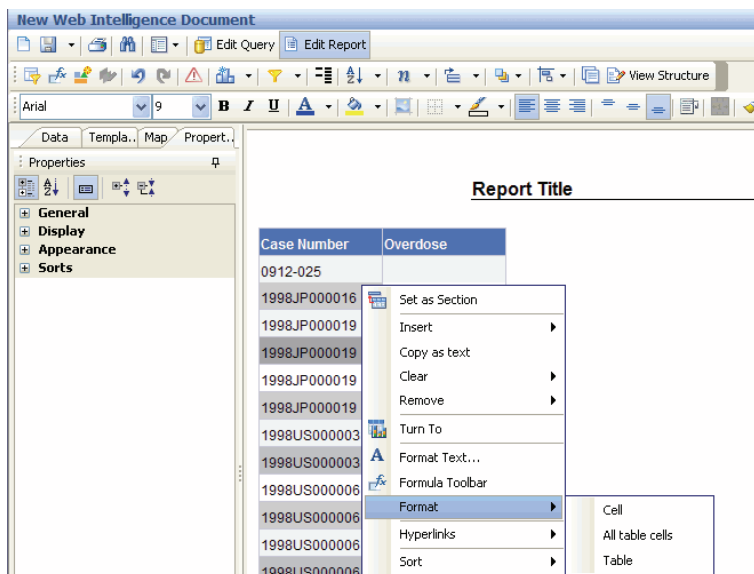 New Web Intelligence Document
Edit Query Edit Report
View Structure
Arial 9 B I U A
Data Templa.. Map Propert..
Properties
General
Display
Appearance
Sorts
Report Title
Case Number Overdose
0912-025
1998JP000016
1998JP000019
1998JP000019
1998JP000019
1998JP000019
1998US000003
1998US000003
1998US000006
1998US000006
1998US000006
1998US000006
Set as Section
Insert
Copy as text
Clear
Remove
Turn To
A Format Text...
Formula Toolbar
Format
Hyperlinks
Sort
Cell
All table cells
Table